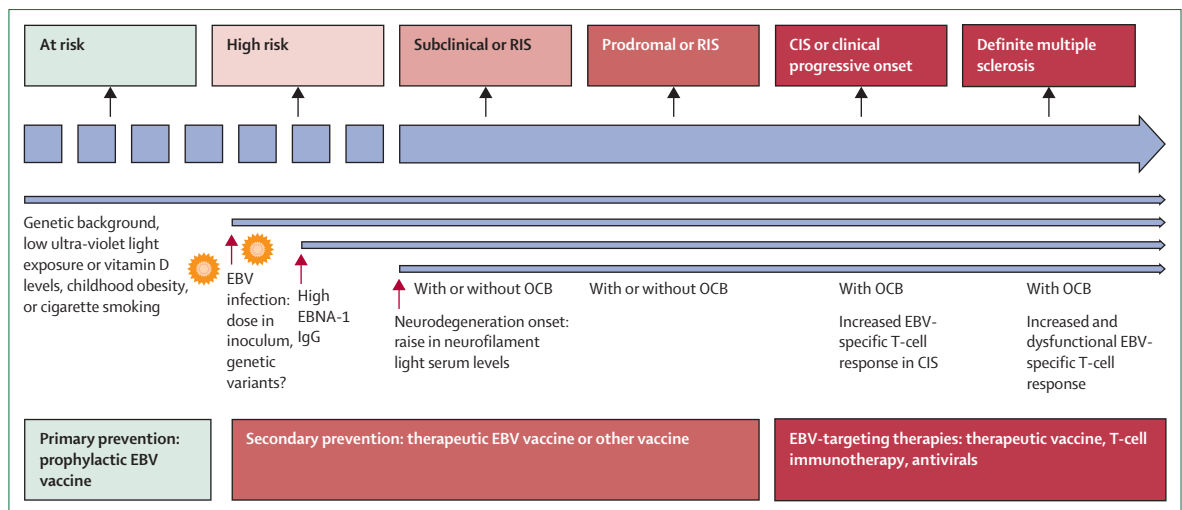 At risk
High risk
Subclinical or RIS
Prodromal or RIS
CIS or clinical
progressive onset
Definite multiple
sclerosis
Genetic background,
low ultra-violet light
exposure or vitamin D
levels, childhood obesity,
or cigarette smoking
EBV
infection:
dose in
inoculum,
genetic
variants?
High
EBNA-1
IgG
With or without OCB
Neurodegeneration onset:
raise in neurofilament
light serum levels
With or without OCB
With OCB
Increased EBV-
specific T-cell
response in CIS
With OCB
Increased and
dysfunctional EBV-
specific T-cell
response
Primary prevention:
prophylactic EBV
vaccine
Secondary prevention: therapeutic EBV vaccine or other vaccine
EBV-targeting therapies: therapeutic vaccine, T-cell
immunotherapy, antivirals